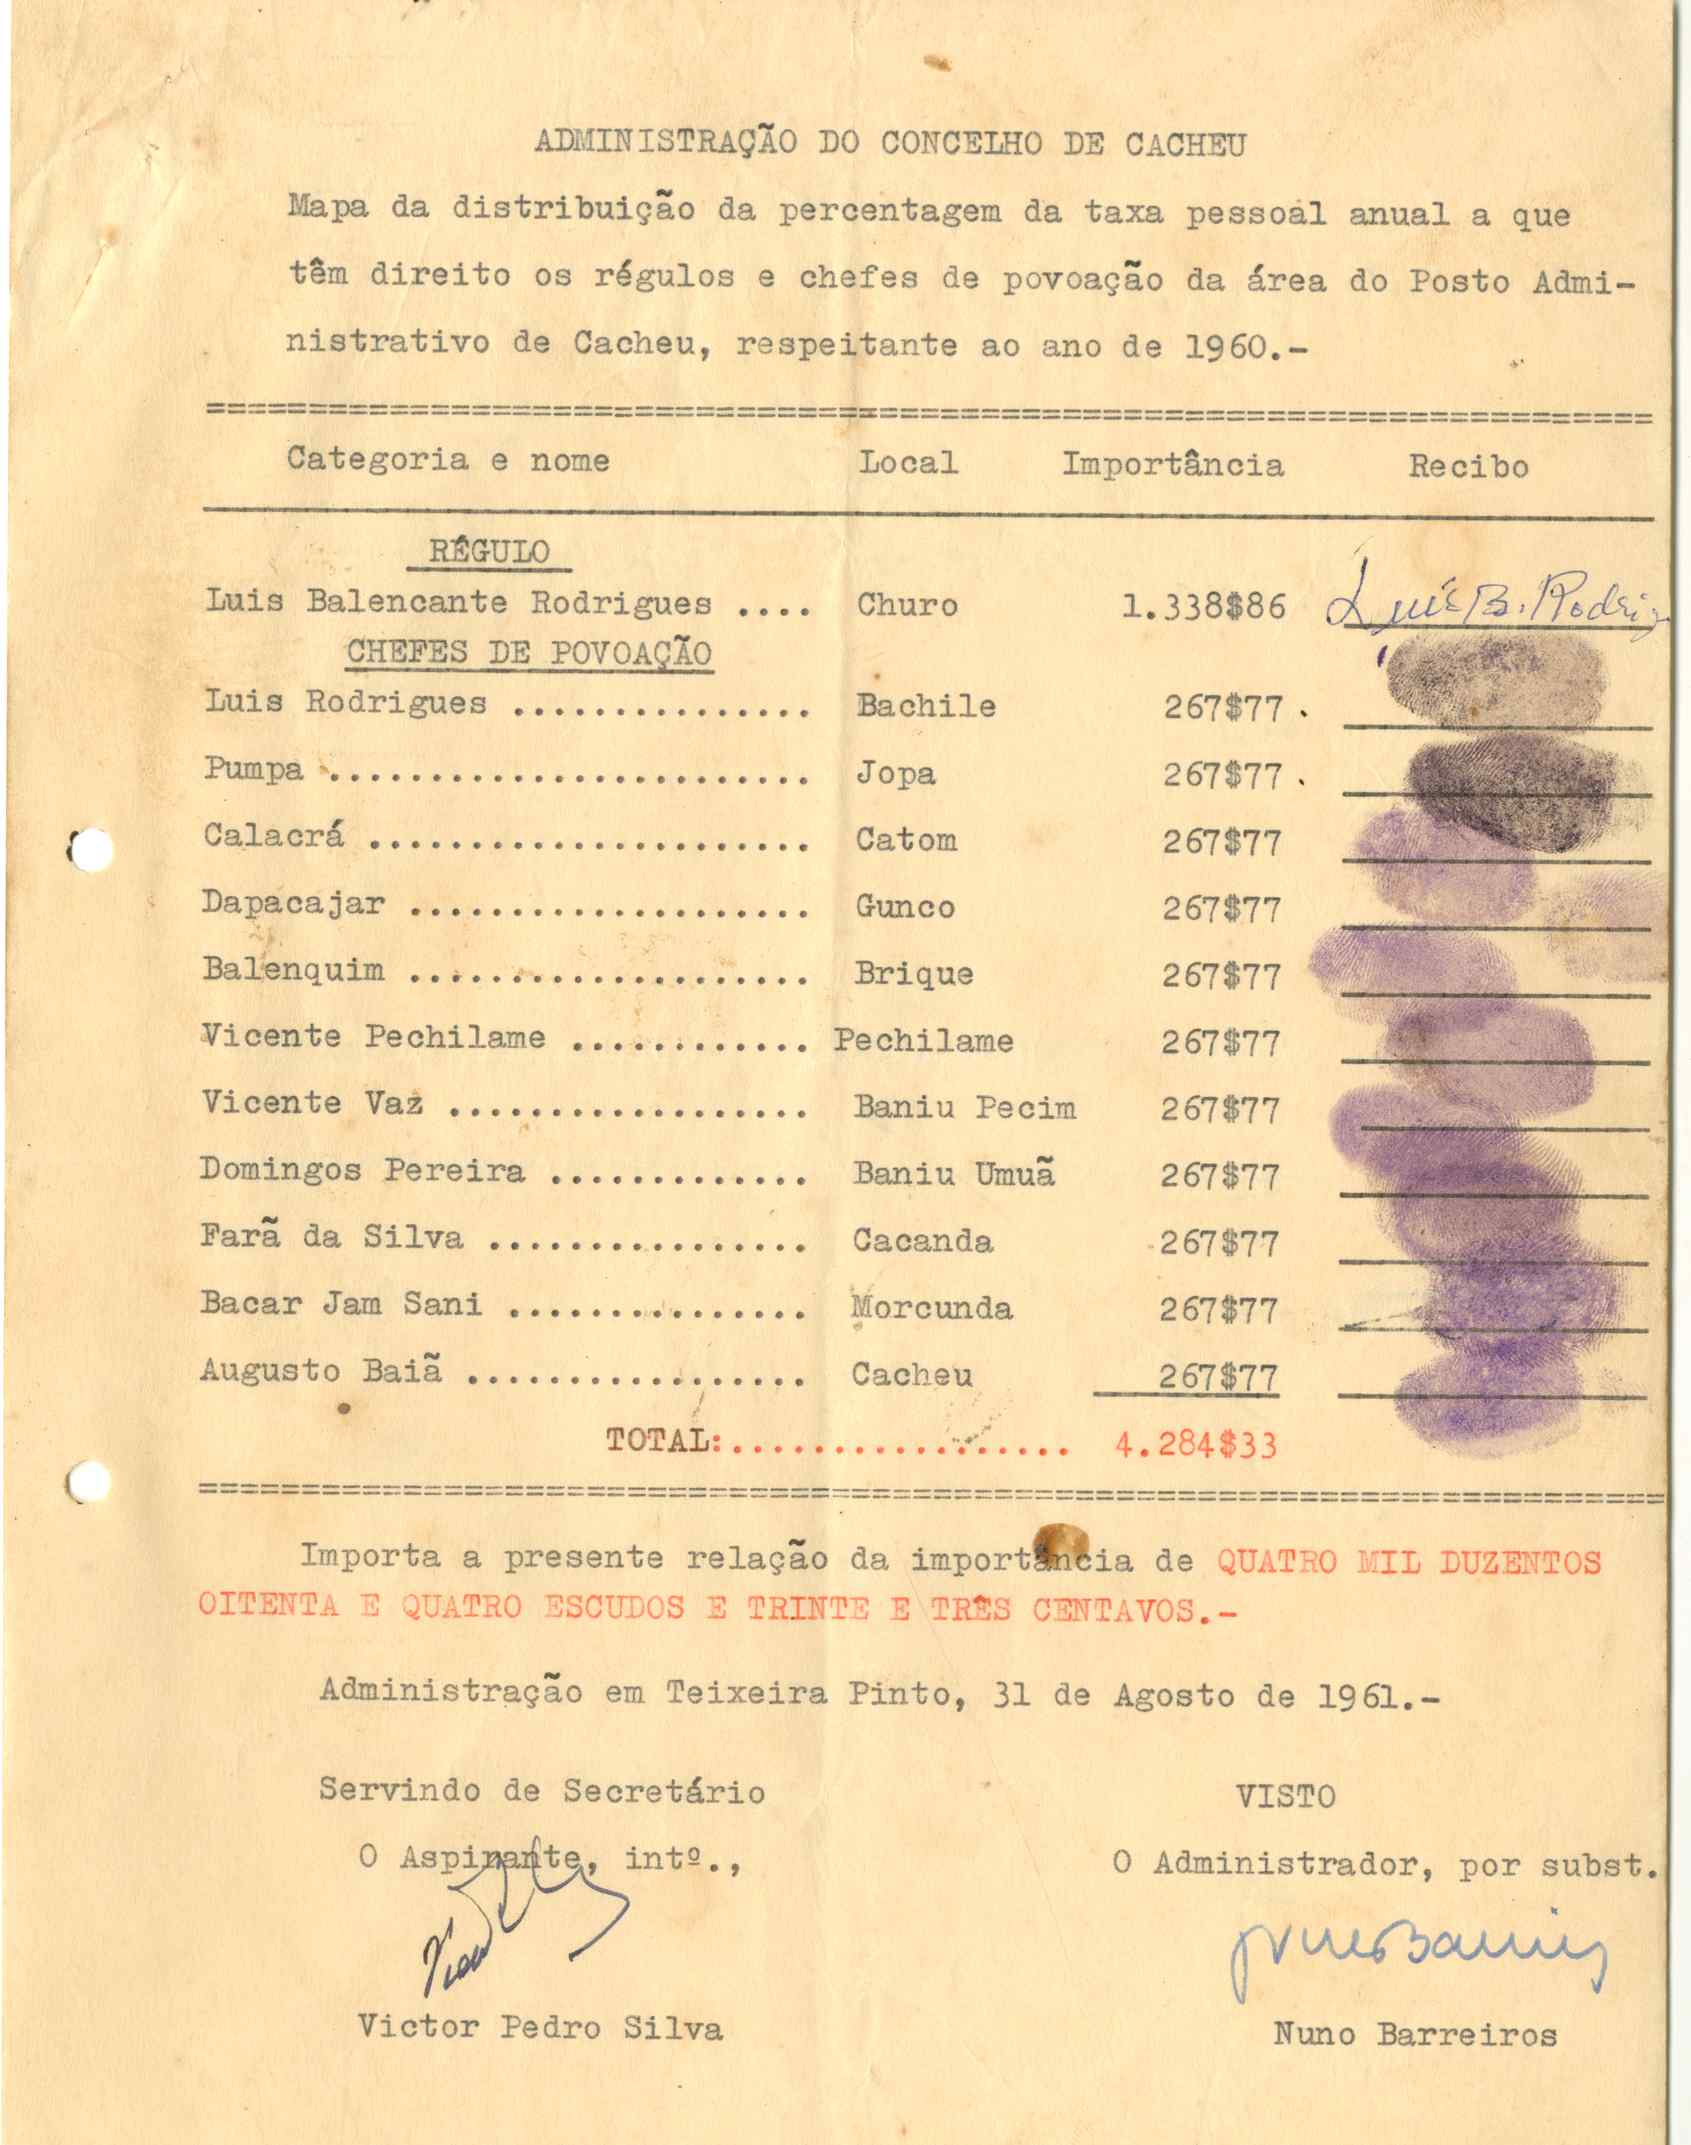 ADMINISTRAÇÃO DO CONCELHO DE CACHEU
Mapa da distribuição da percentagem da taxa pessoal anual a que
têm direito os régulos e chefes de povoação da área do Posto Admi-
nistrativo de Cacheu, respeitante ao ano de 1960.-
Categoria e nome Local Importância Recibo
RÉGULO
Luis Balencante Rodrigues .... Churo 1.338$86 Luís B. Rodrig
CHEFES DE POVOAÇÃO
Luis Rodrigues ............... Bachile 267$77 .
Pumpa ........................ Jopa 267$77 .
Calacrá ...................... Catom 267$77
Dapacajar .................... Gunco 267$77
Balenquim .................... Brique 267$77
Vicente Pechilame ............ Pechilame 267$77
Vicente Vaz .................. Baniu Pecim 267$77
Domingos Pereira ............. Baniu Umuã 267$77
Farã da Silva ................ Cacanda 267$77
Bacar Jam Sani ............... Morcunda 267$77
Augusto Baiã ................. Cacheu 267$77
TOTAL:................. 4.284$33
Importa a presente relação da importância de QUATRO MIL DUZENTOS
OITENTA E QUATRO ESCUDOS E TRINTE E TRÊS CENTAVOS.-
Administração em Teixeira Pinto, 31 de Agosto de 1961.-
Servindo de Secretário VISTO
O Aspirante, intº., O Administrador, por subst.
Nuno Barreiros
Victor Pedro Silva Nuno Barreiros